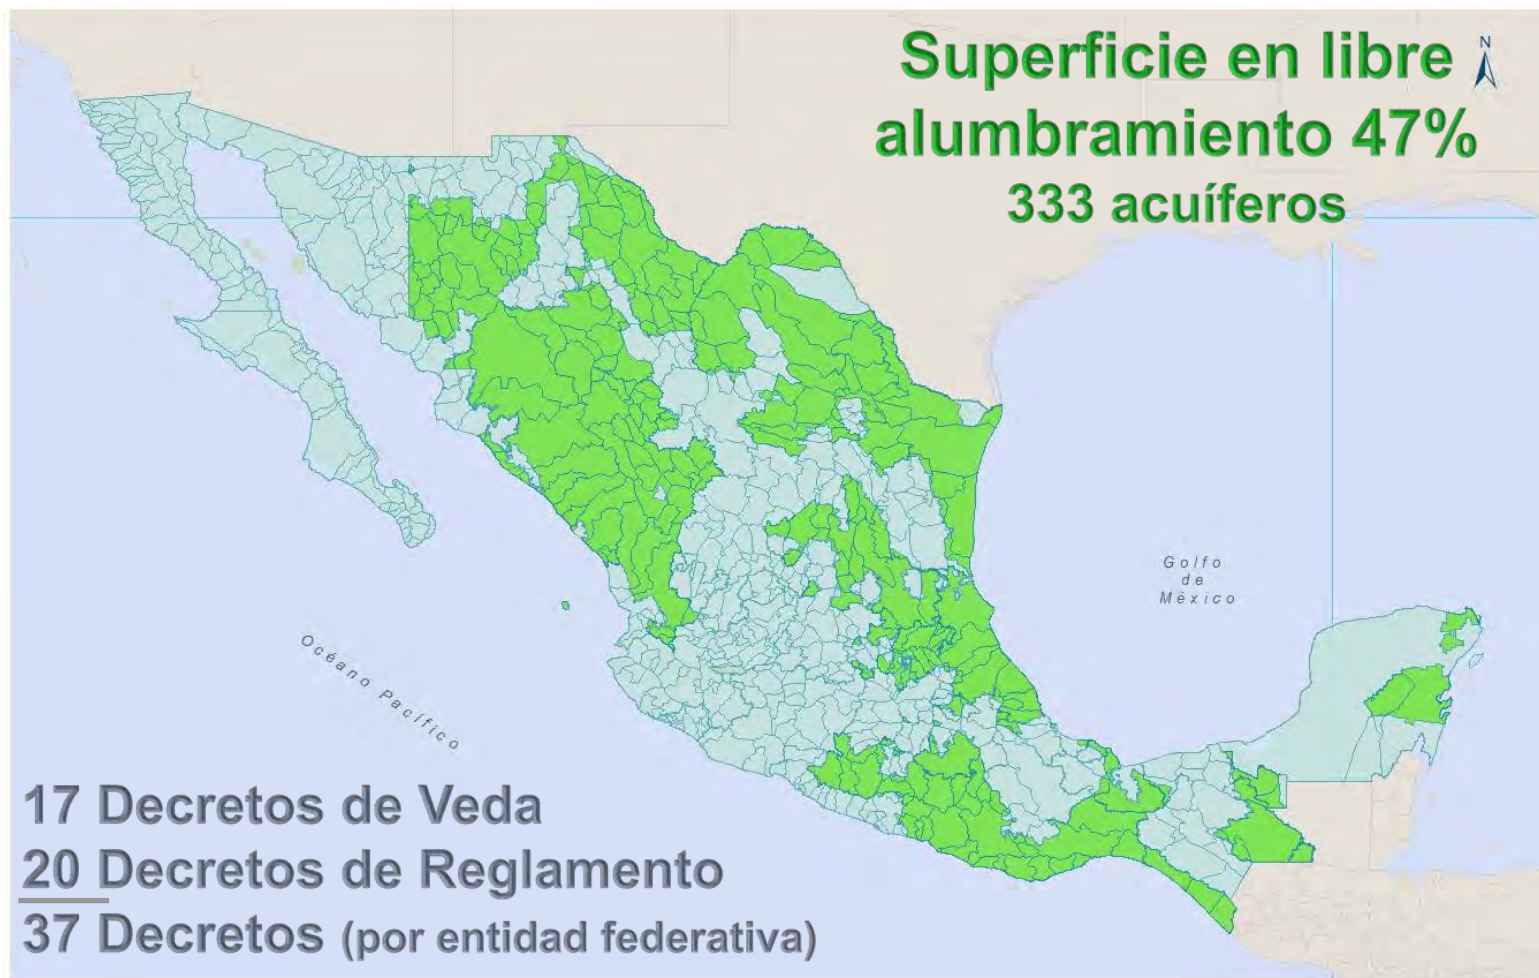 Superficie en libre
alumbramiento 47%
333 acuíferos
N
Golfo
de
México
Océano Pacífico
17 Decretos de Veda
20 Decretos de Reglamento
37 Decretos (por entidad federativa)